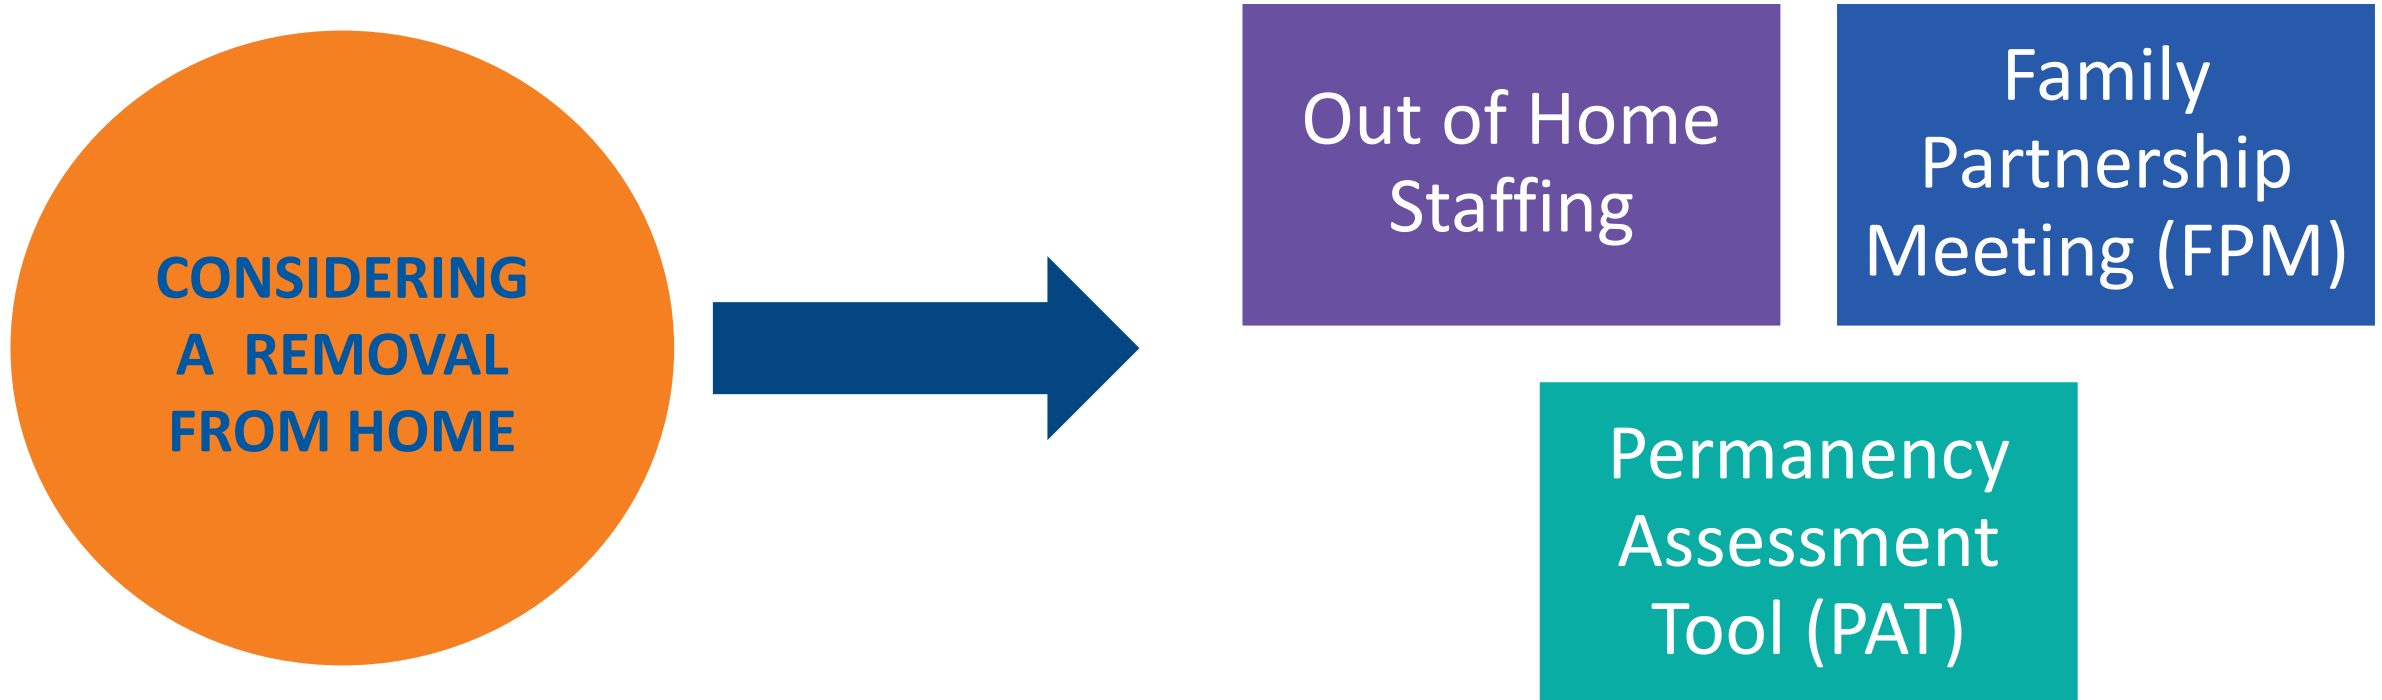 CONSIDERING
A REMOVAL
FROM HOME
Out of Home
Staffing
Family
Partnership
Meeting (FPM)
Permanency
Assessment
Tool (PAT)